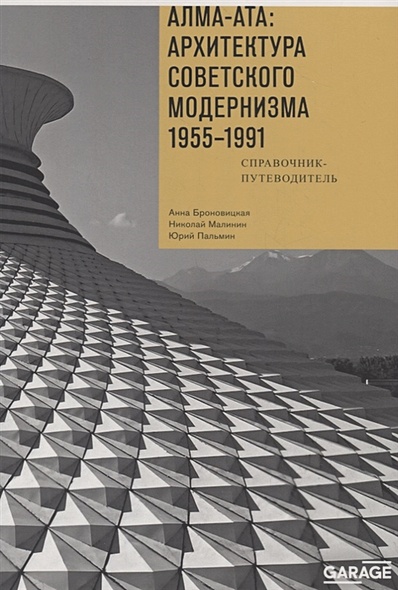 АЛМА-АТА:
АРХИТЕКТУРА
СОВЕТСКОГО
МОДЕРНИЗМА
1955–1991
СПРАВОЧНИК-
ПУТЕВОДИТЕЛЬ
Анна Броновицкая
Николай Малинин
Юрий Пальмин
GARAGE